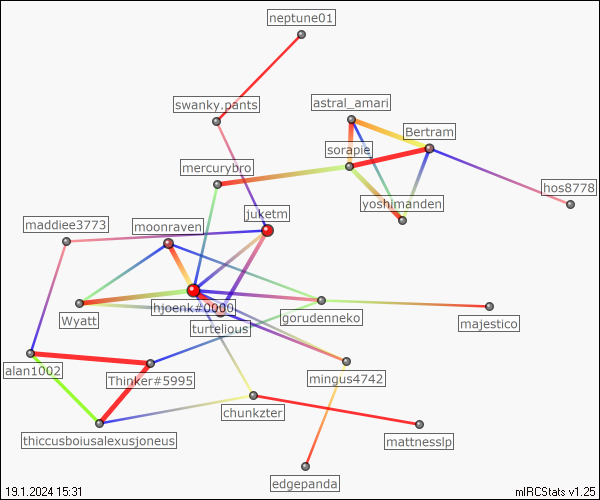 neptune01
swanky.pants
astral_amari
Bertram
sorapie
mercurybro
hos8778
yoshimanden
juketm
maddiee3773
moonraven
hjoenk#0000
Wyatt
turtelious
gorudenneko
majestico
alan1002
Thinker#5995
mingus4742
chunkzter
thiccusboiusalexusjoneus
mattnesslp
edgepanda
19.1.2024 15:31
mIRCStats v1.25